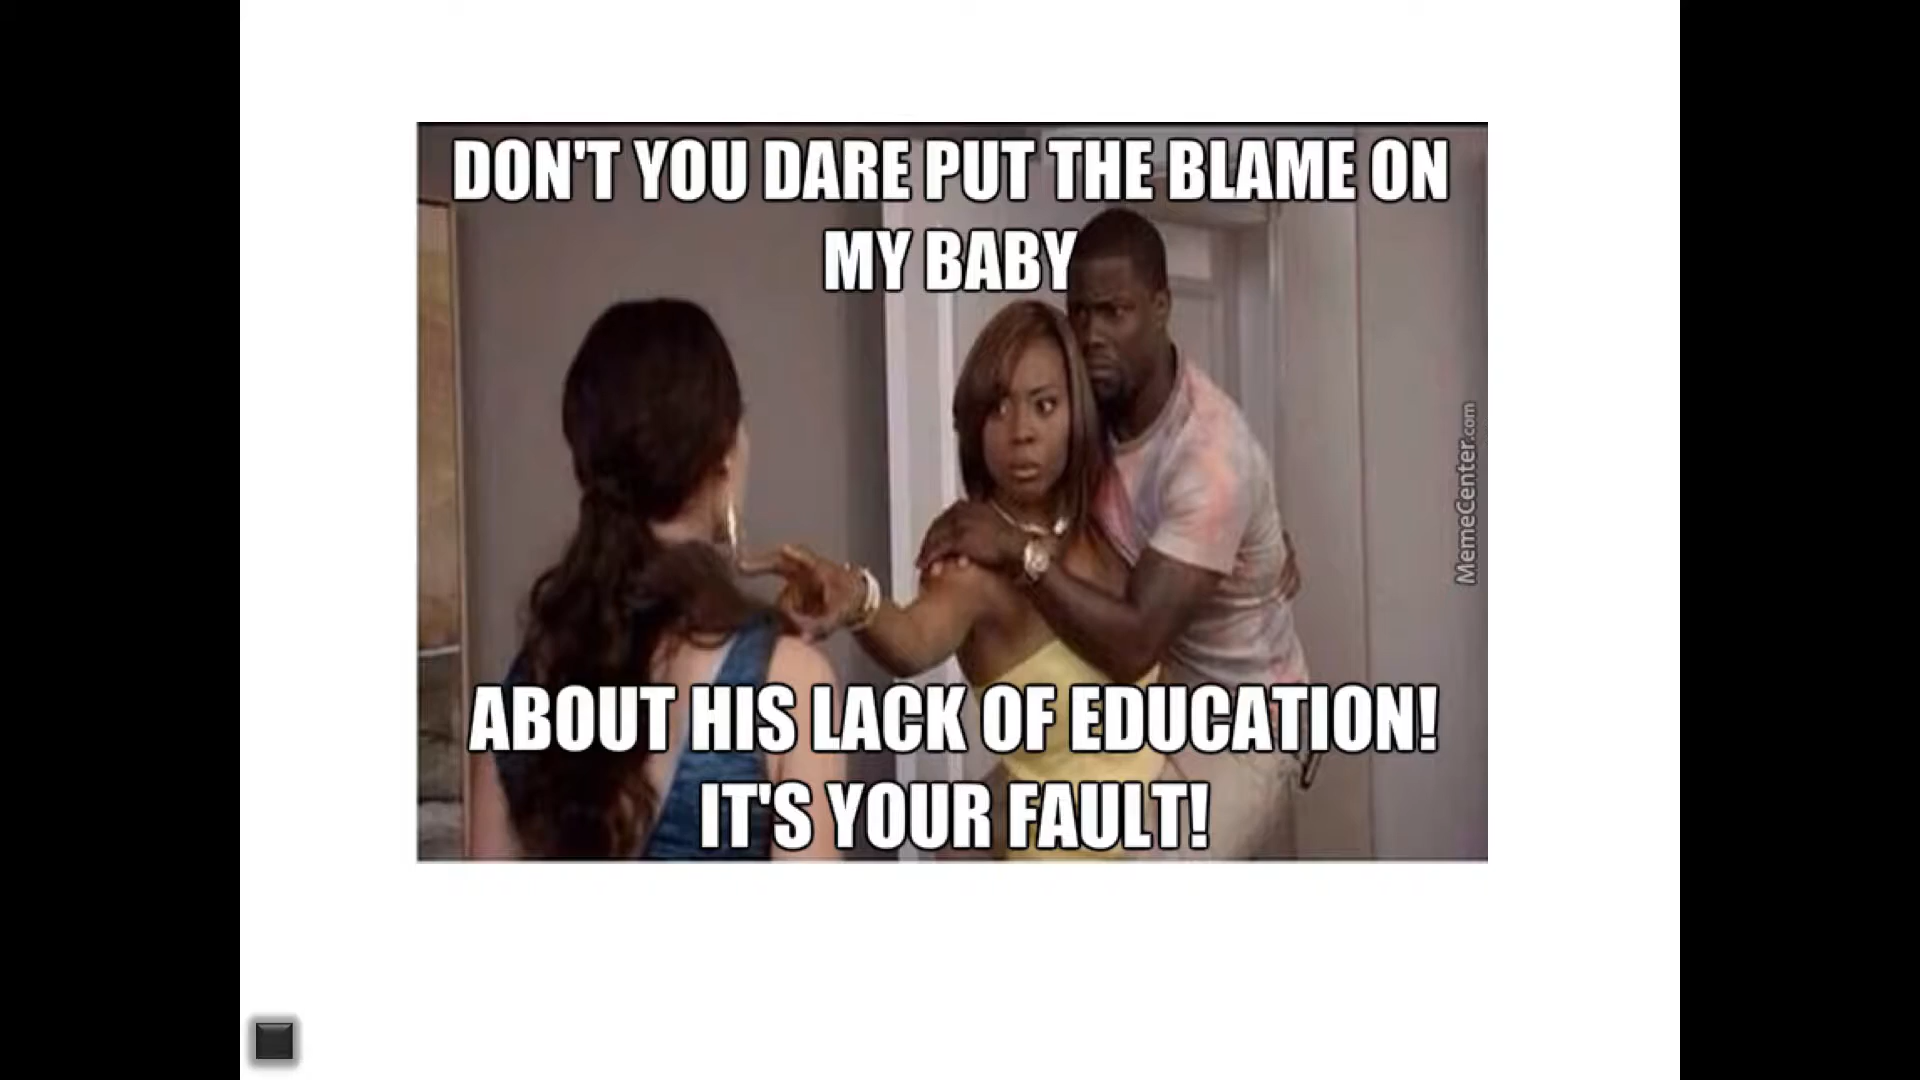 DON'T YOU DARE PUT THE BLAME ON
MY BABY
MemeCenter.com
ABOUT HIS LACK OF EDUCATION!
IT'S YOUR FAULT!